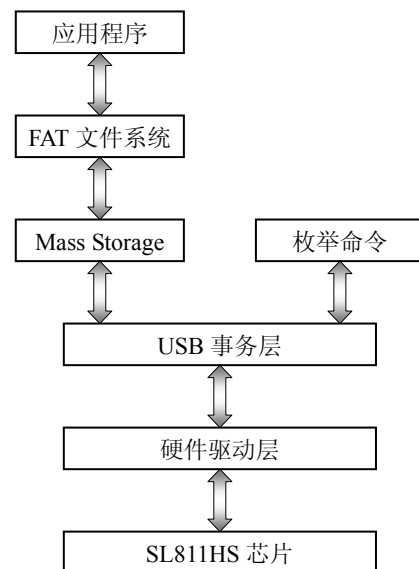 应用程序
FAT 文件系统
Mass Storage
枚举命令
USB 事务层
硬件驱动层
SL811HS 芯片